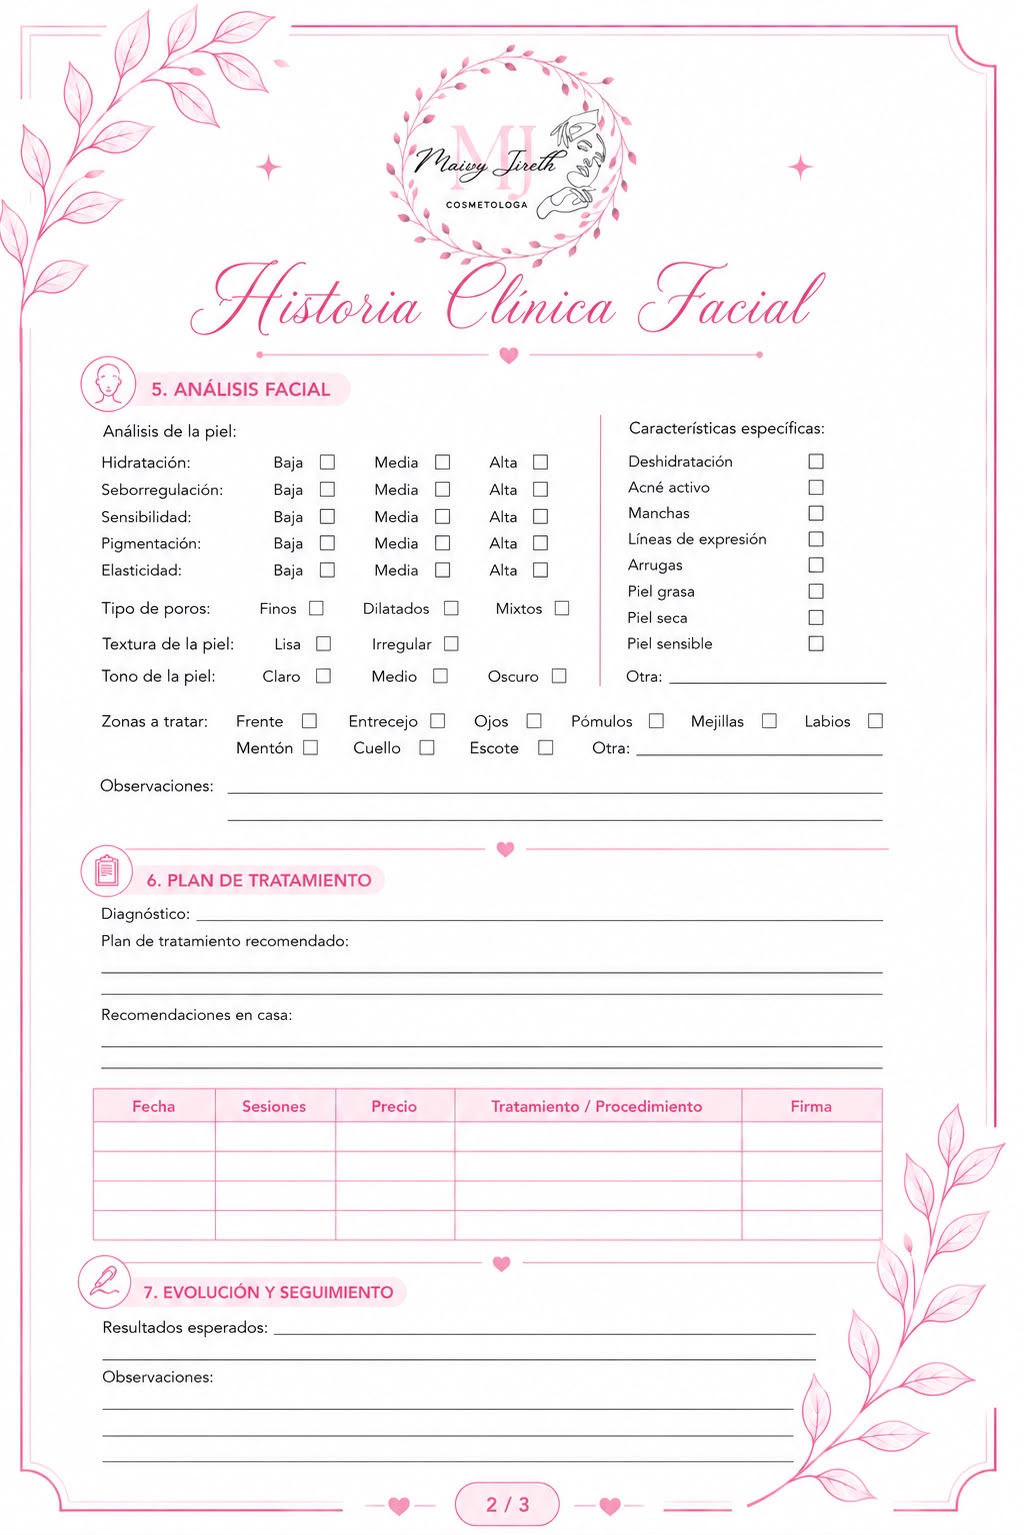 MJ
Maivy Jireth
COSMETOLOGA
Historia Clínica Facial
5. ANÁLISIS FACIAL
Análisis de la piel:
Hidratación: Baja Media Alta
Seborregulación: Baja Media Alta
Sensibilidad: Baja Media Alta
Pigmentación: Baja Media Alta
Elasticidad: Baja Media Alta
Tipo de poros: Finos Dilatados Mixtos
Textura de la piel: Lisa Irregular
Tono de la piel: Claro Medio Oscuro
Características específicas:
Deshidratación
Acné activo
Manchas
Líneas de expresión
Arrugas
Piel grasa
Piel seca
Piel sensible
Otra:
Zonas a tratar: Frente Entrecejo Ojos Pómulos Mejillas Labios
Mentón Cuello Escote Otra:
Observaciones:
6. PLAN DE TRATAMIENTO
Diagnóstico:
Plan de tratamiento recomendado:
Recomendaciones en casa:
Fecha Sesiones Precio Tratamiento / Procedimiento Firma
7. EVOLUCIÓN Y SEGUIMIENTO
Resultados esperados:
Observaciones:
2 / 3